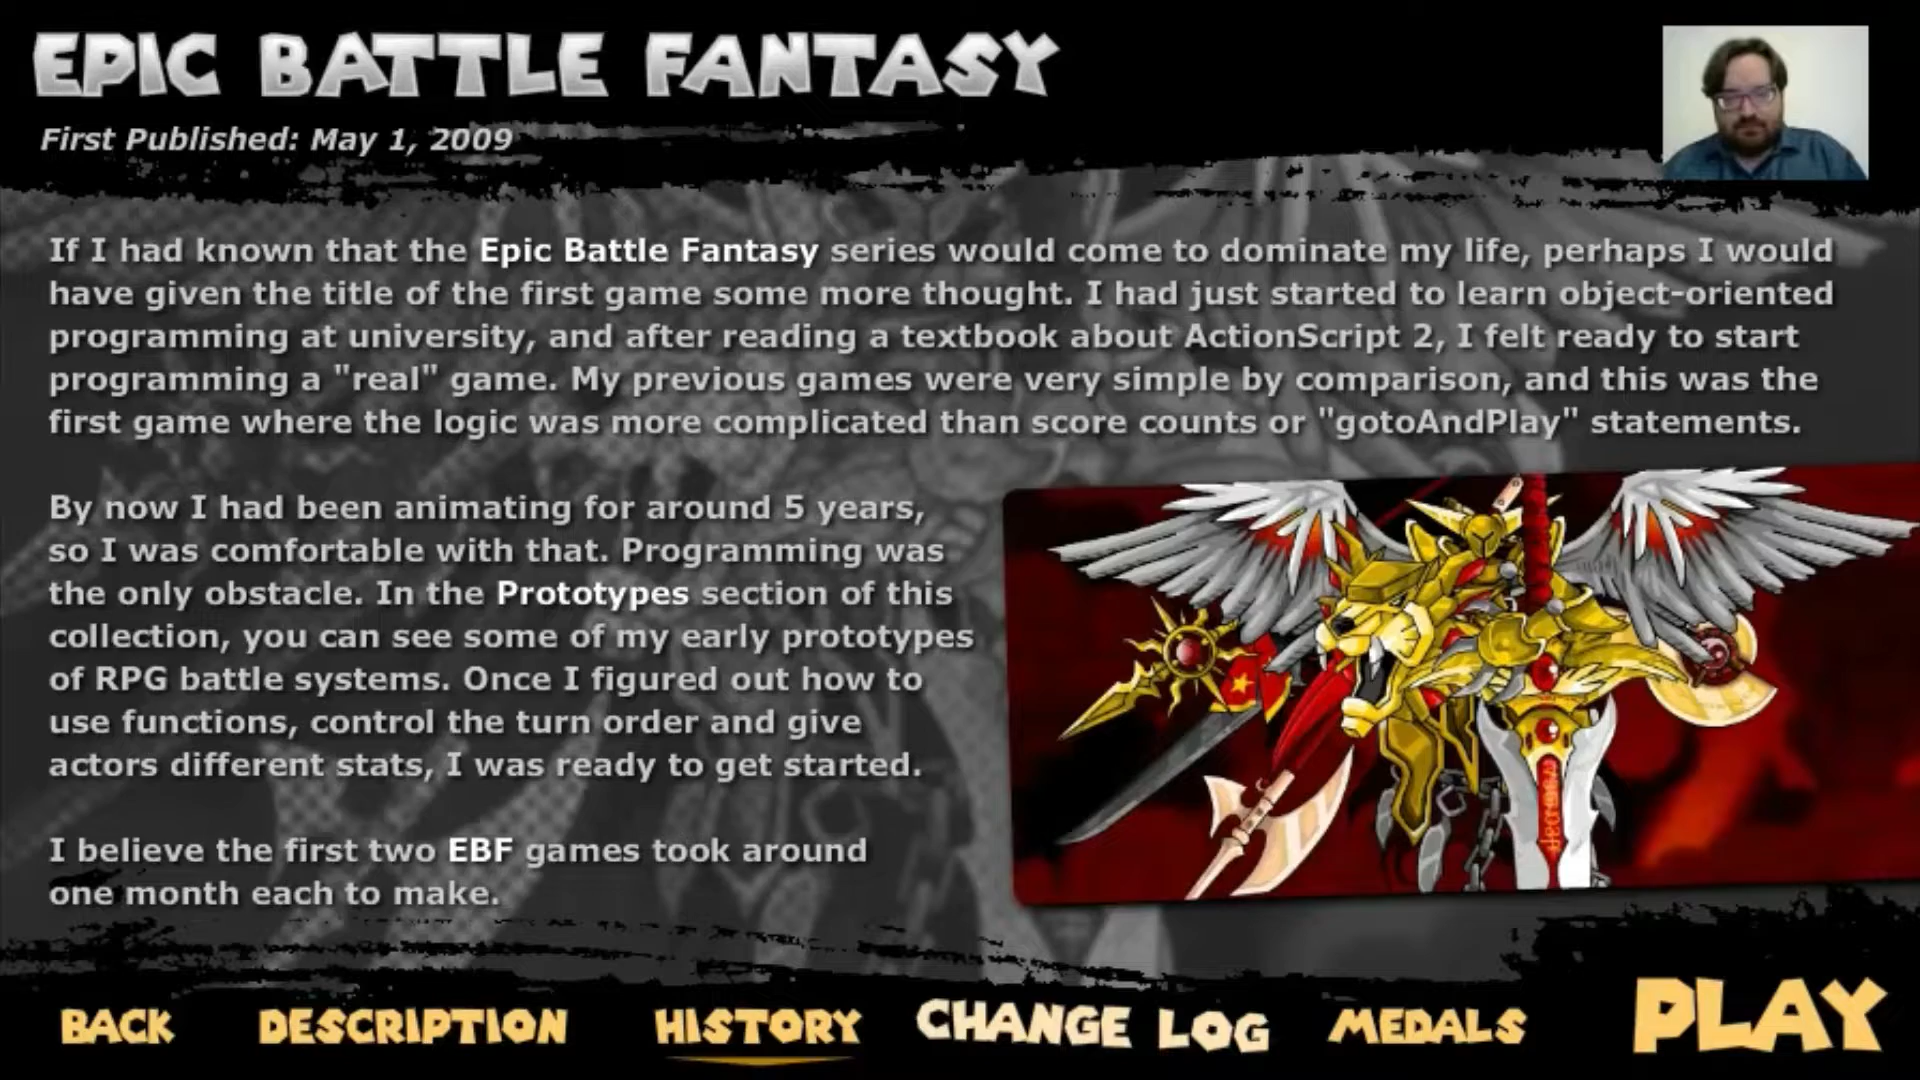 EPIC BATTLE FANTASY
First Published: May 1, 2009
If I had known that the Epic Battle Fantasy series would come to dominate my life, perhaps I would
have given the title of the first game some more thought. I had just started to learn object-oriented
programming at university, and after reading a textbook about ActionScript 2, I felt ready to start
programming a "real" game. My previous games were very simple by comparison, and this was the
first game where the logic was more complicated than score counts or "gotoAndPlay" statements.
By now I had been animating for around 5 years,
so I was comfortable with that. Programming was
the only obstacle. In the Prototypes section of this
collection, you can see some of my early prototypes
of RPG battle systems. Once I figured out how to
use functions, control the turn order and give
actors different stats, I was ready to get started.
I believe the first two EBF games took around
one month each to make.
BACK DESCRIPTION HISTORY CHANGE LOG MEDALS PLAY